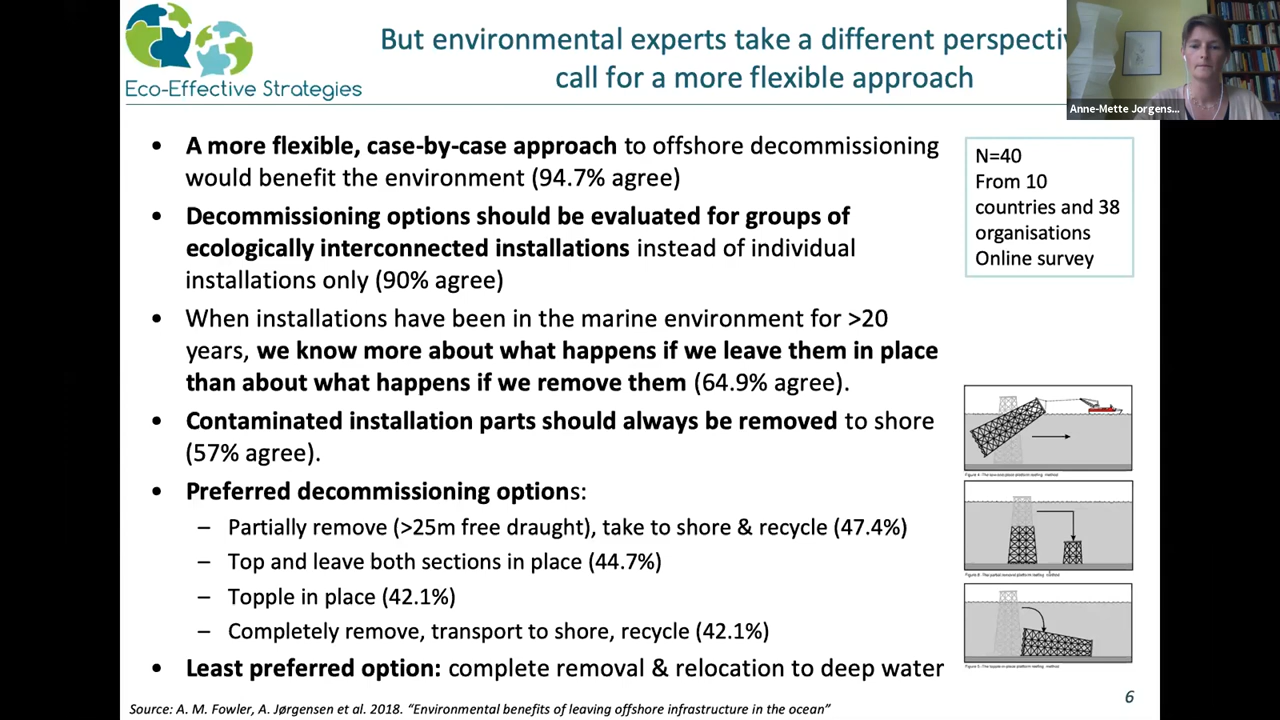 Eco-Effective Strategies
But environmental experts take a different perspectiv
call for a more flexible approach
Anne-Mette Jorgens...
• A more flexible, case-by-case approach to offshore decommissioning
would benefit the environment (94.7% agree)
• Decommissioning options should be evaluated for groups of
ecologically interconnected installations instead of individual
installations only (90% agree)
• When installations have been in the marine environment for >20
years, we know more about what happens if we leave them in place
than about what happens if we remove them (64.9% agree).
• Contaminated installation parts should always be removed to shore
(57% agree).
• Preferred decommissioning options:
– Partially remove (>25m free draught), take to shore & recycle (47.4%)
– Top and leave both sections in place (44.7%)
– Topple in place (42.1%)
– Completely remove, transport to shore, recycle (42.1%)
• Least preferred option: complete removal & relocation to deep water
N=40
From 10
countries and 38
organisations
Online survey
Source: A. M. Fowler, A. Jørgensen et al. 2018. “Environmental benefits of leaving offshore infrastructure in the ocean”
6